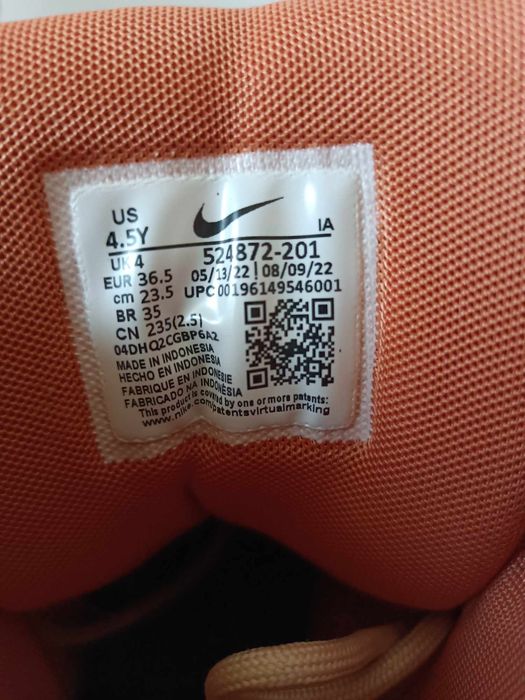 US
4.5Y
IA
UK 4
524872-201
EUR 36.5
05/13/22 | 08/09/22
cm 23.5
UPC 00196149546001
BR 35
CN 235(2.5)
04DHQ2CGBP6A2
MADE IN INDONESIA
HECHO EN INDONESIA
FABRIQUE EN INDONESIE
FABRICADO NA INDONÉSIA
This product is covered by one or more patents:
www.nike.com/patentsvirtualmarking